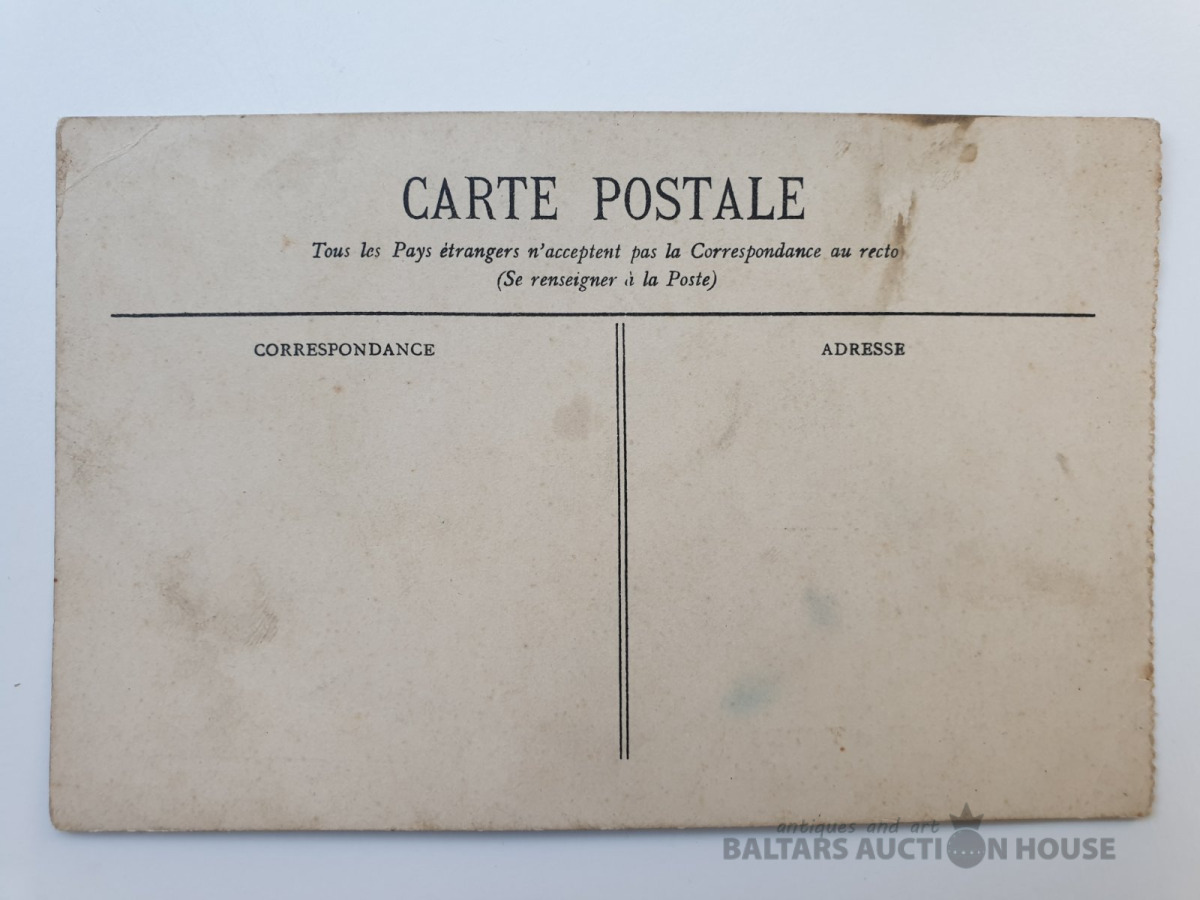 CARTE POSTALE
Tous les Pays étrangers n'acceptent pas la Correspondance au recto
(Se renseigner à la Poste)
CORRESPONDANCE
ADRESSE
antiques and art
BALTARS AUCTION HOUSE